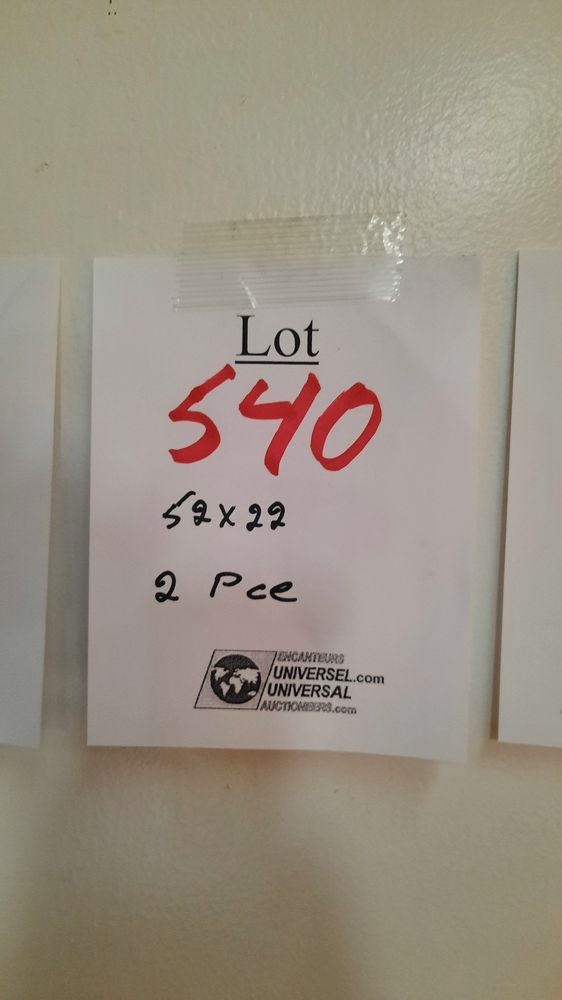 Lot
540
52x22
2 Pce
ENCANTEURS
UNIVERSEL.com
UNIVERSAL
AUCTIONEERS.com